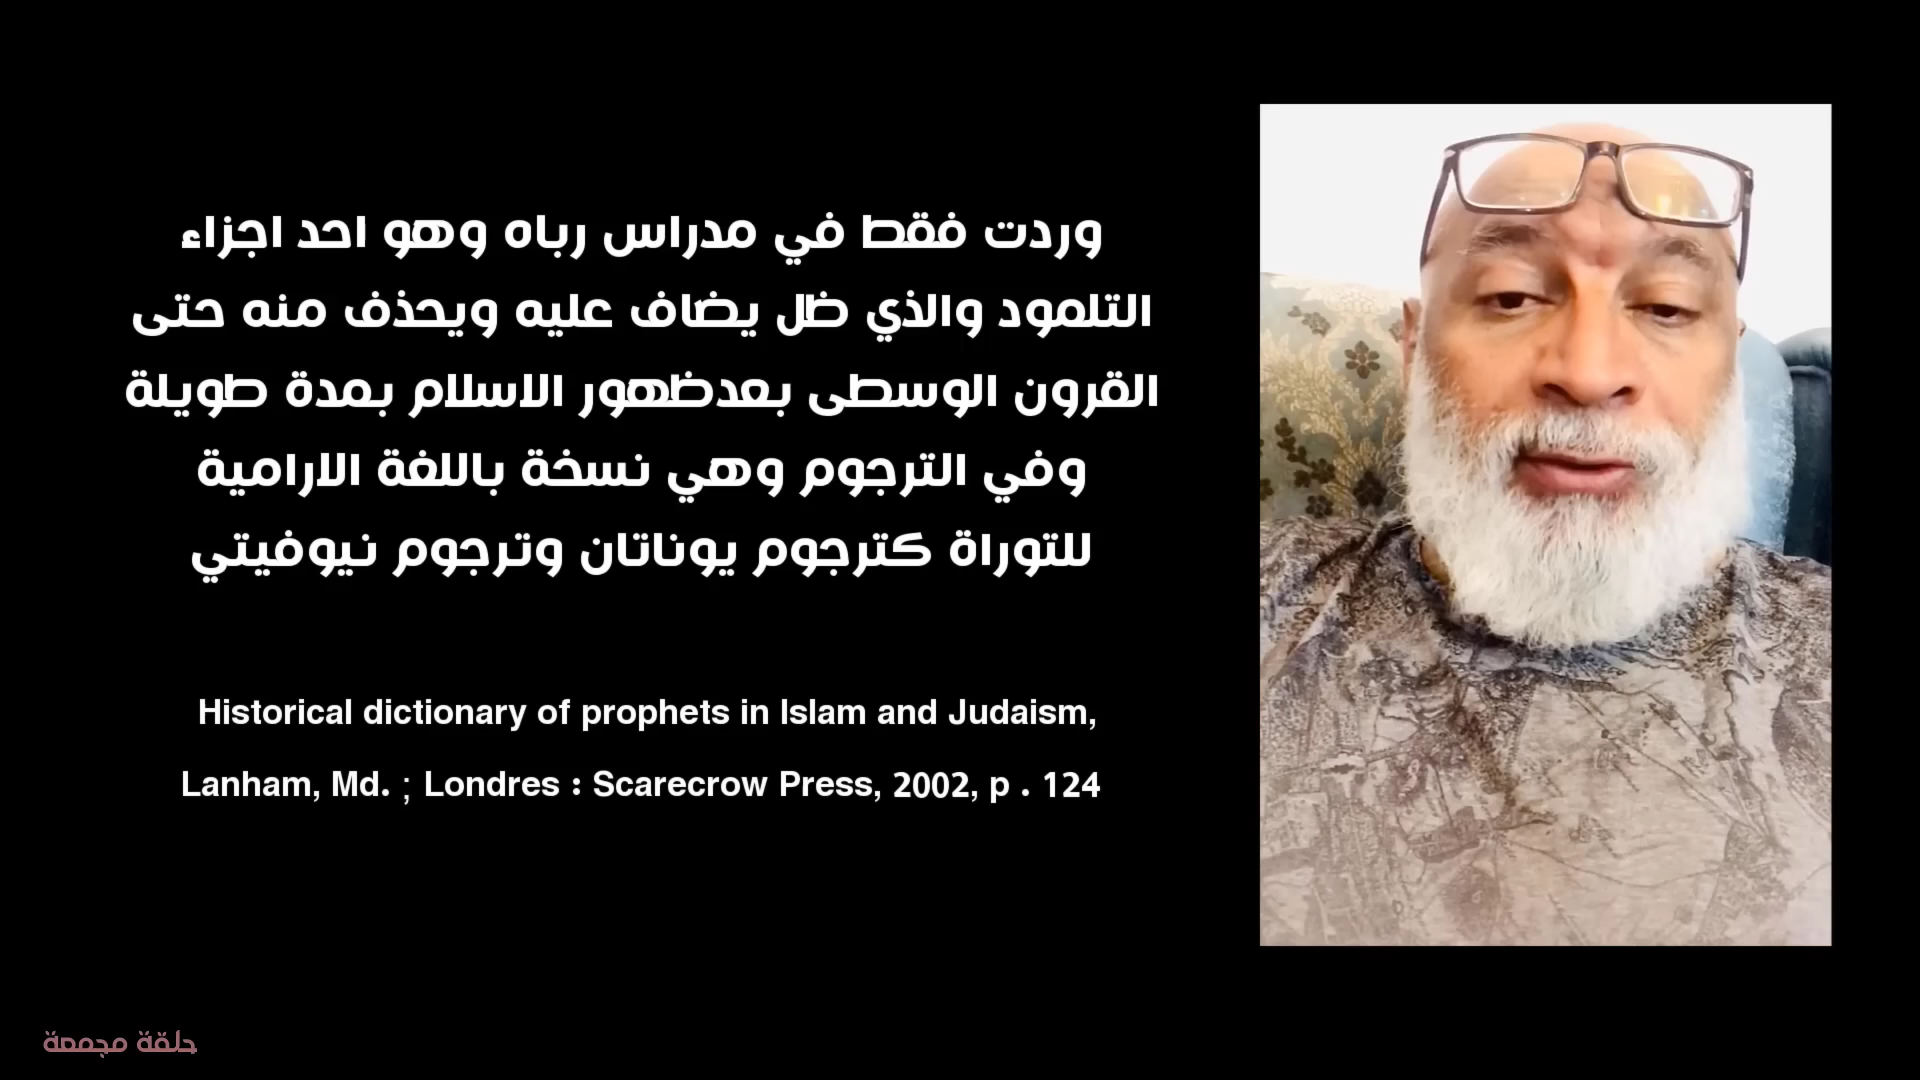 وردت فقط في مدراس رباه وهو احد اجزاء
التلمود والذي ظل يضاف عليه ويحذف منه حتى
القرون الوسطى بعدظهور الاسلام بمدة طويلة
وفي الترجوم وهي نسخة باللغة الارامية
للتوراة كترجوم يوناتان وترجوم نيوفيتي
Historical dictionary of prophets in Islam and Judaism,
Lanham, Md. ; Londres : Scarecrow Press, 2002, p . 124
حلقة مجمعة